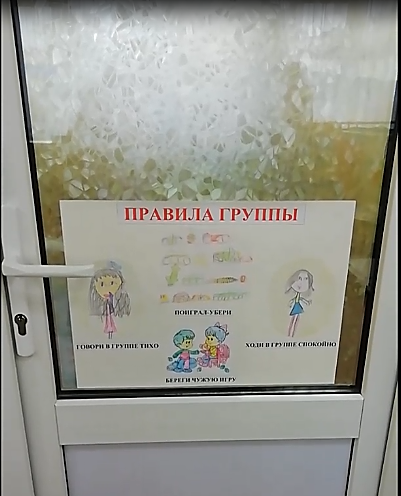 ПРАВИЛА ГРУППЫ
ПОИГРАЛ-УБЕРИ
ГОВОРИ В ГРУППЕ ТИХО
ХОДИ В ГРУППЕ СПОКОЙНО
БЕРЕГИ ЧУЖУЮ ИГРУ